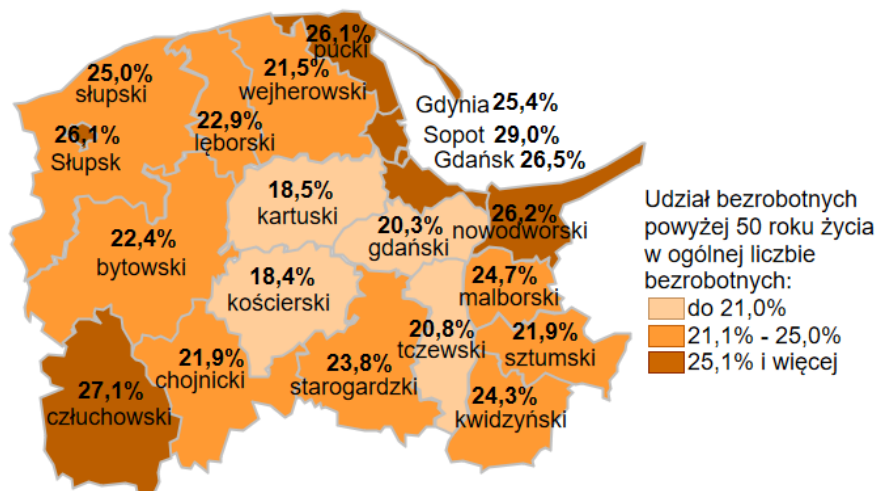 26,1%
pucki
25,0%
słupski
21,5%
wejherowski
Gdynia 25,4%
22,9%
lęborski
26,1%
Słupsk
Sopot 29,0%
Gdańsk 26,5%
18,5%
kartuski
20,3%
gdański
26,2%
nowodworski
22,4%
bytowski
18,4%
kościerski
24,7%
malborski
20,8%
tczewski
21,9%
sztumski
21,9%
chojnicki
23,8%
starogardzki
27,1%
człuchowski
24,3%
kwidzyński
Udział bezrobotnych
powyżej 50 roku życia
w ogólnej liczbie
bezrobotnych:
do 21,0%
21,1% - 25,0%
25,1% i więcej